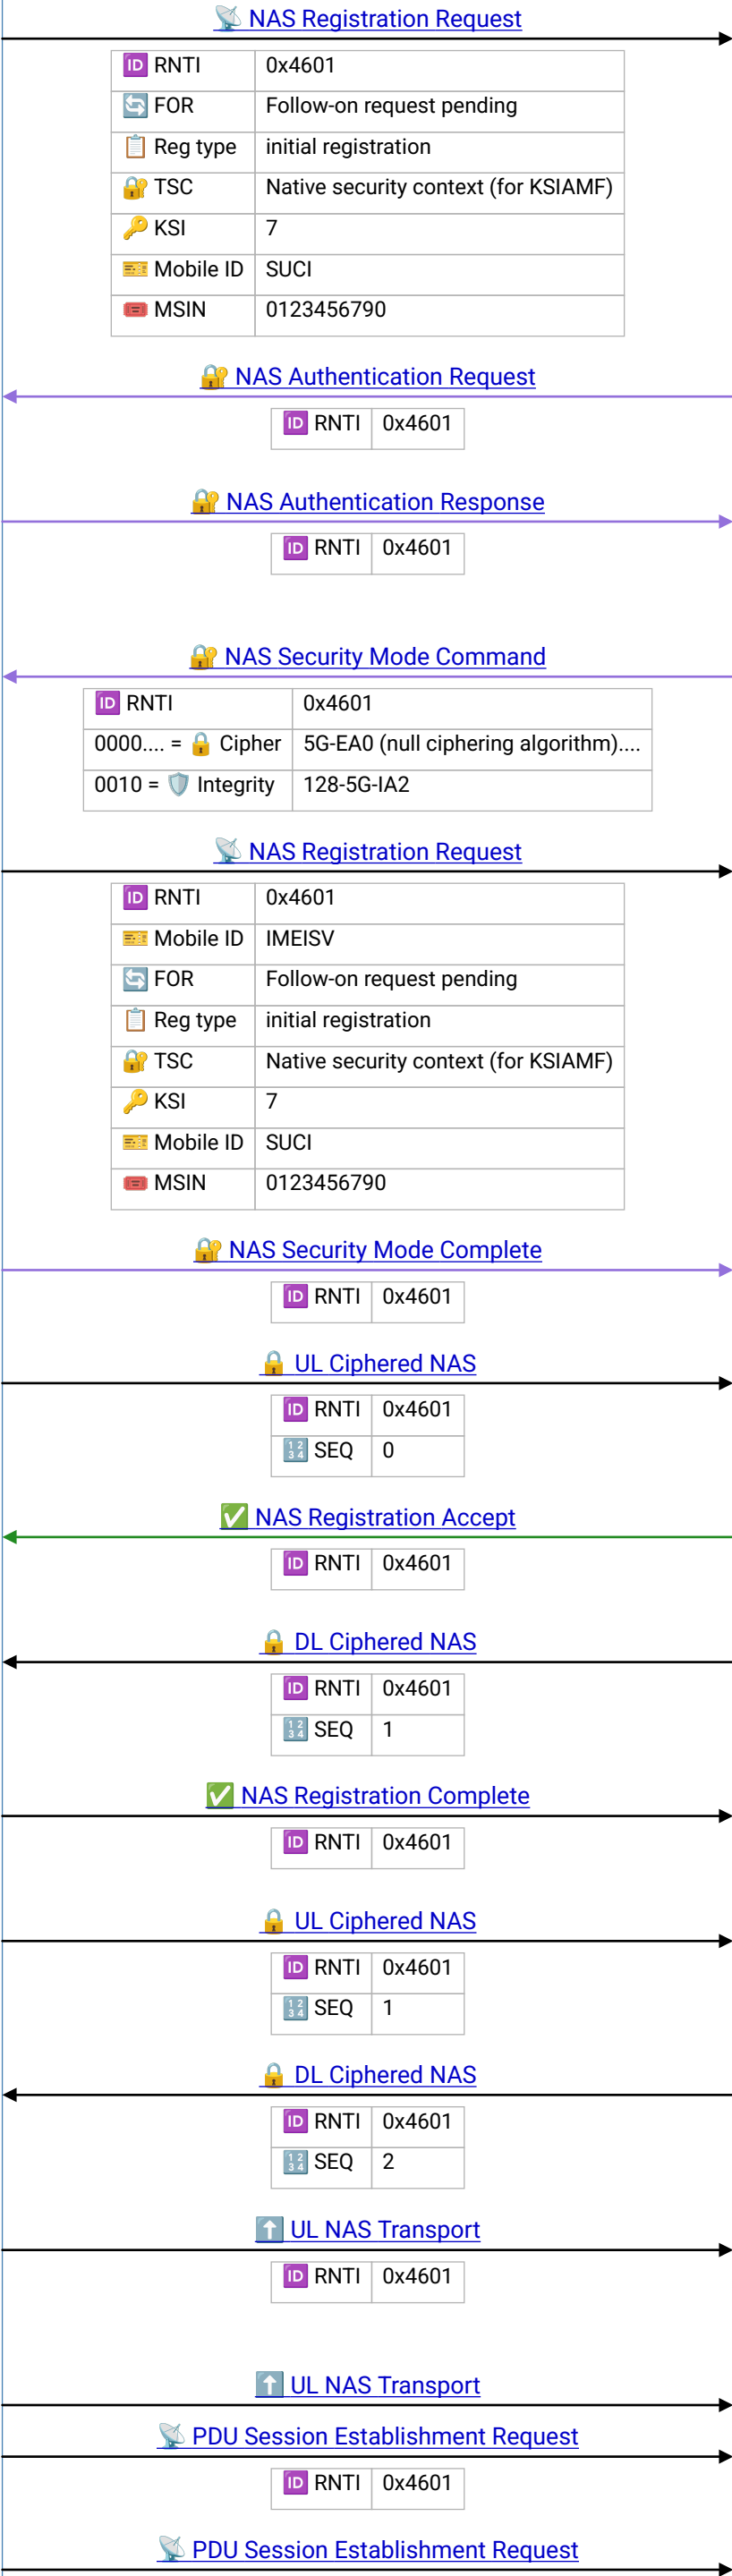 📡 NAS Registration Request
🆔 RNTI 0x4601
🔄 FOR Follow-on request pending
📋 Reg type initial registration
🔐 TSC Native security context (for KSIAMF)
🔑 KSI 7
🎫 Mobile ID SUCI
🎟️ MSIN 0123456790
🔐 NAS Authentication Request
🆔 RNTI 0x4601
🔐 NAS Authentication Response
🆔 RNTI 0x4601
🔐 NAS Security Mode Command
🆔 RNTI 0x4601
0000.... = 🔒 Cipher 5G-EA0 (null ciphering algorithm)....
0010 = 🛡️ Integrity 128-5G-IA2
📡 NAS Registration Request
🆔 RNTI 0x4601
🎫 Mobile ID IMEISV
🔄 FOR Follow-on request pending
📋 Reg type initial registration
🔐 TSC Native security context (for KSIAMF)
🔑 KSI 7
🎫 Mobile ID SUCI
🎟️ MSIN 0123456790
🔐 NAS Security Mode Complete
🆔 RNTI 0x4601
🔒 UL Ciphered NAS
🆔 RNTI 0x4601
🔢 SEQ 0
✅ NAS Registration Accept
🆔 RNTI 0x4601
🔒 DL Ciphered NAS
🆔 RNTI 0x4601
🔢 SEQ 1
✅ NAS Registration Complete
🆔 RNTI 0x4601
🔒 UL Ciphered NAS
🆔 RNTI 0x4601
🔢 SEQ 1
🔒 DL Ciphered NAS
🆔 RNTI 0x4601
🔢 SEQ 2
⬆️ UL NAS Transport
🆔 RNTI 0x4601
⬆️ UL NAS Transport
📡 PDU Session Establishment Request
🆔 RNTI 0x4601
📡 PDU Session Establishment Request